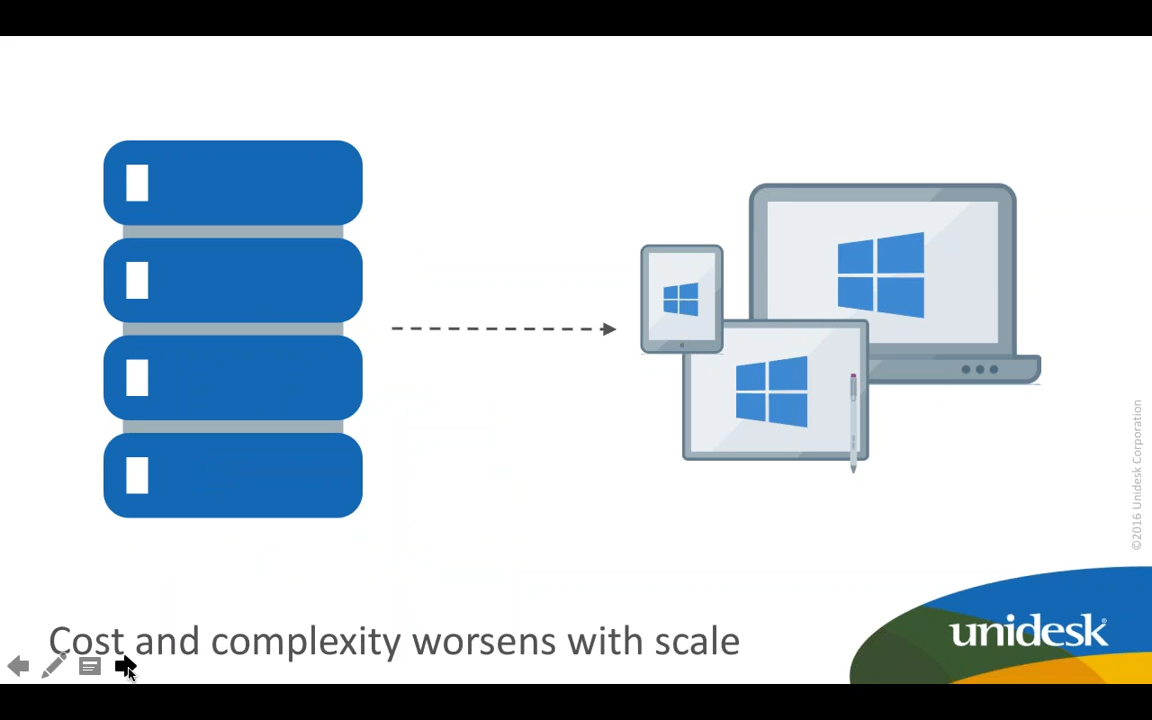 ©2016 Unidesk Corporation
Cost and complexity worsens with scale
unidesk®